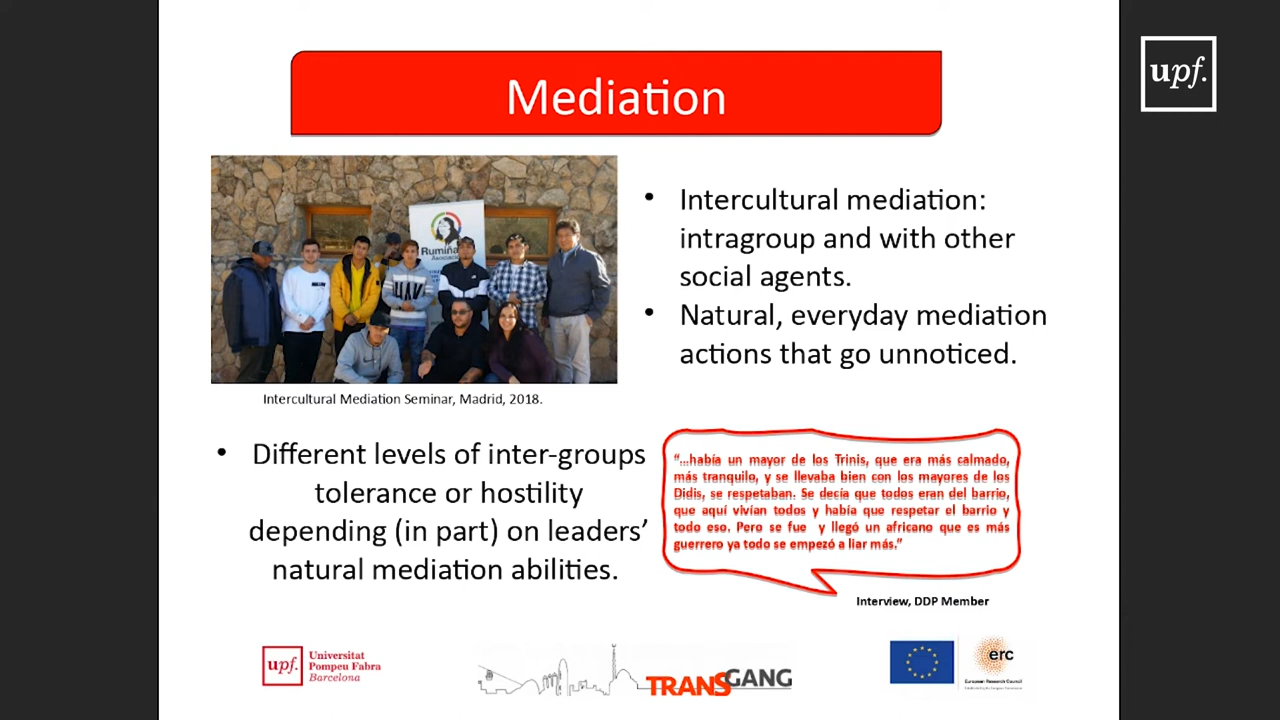 Mediation
upf.
Rumiña
Intercultural Mediation Seminar, Madrid, 2018.
• Intercultural mediation:
intragroup and with other
social agents.
• Natural, everyday mediation
actions that go unnoticed.
• Different levels of inter-groups
tolerance or hostility
depending (in part) on leaders’
natural mediation abilities.
“...había un mayor de los Trinis, que era más calmado,
más tranquilo, y se llevaba bien con los mayores de los
Didis, se respetaban. Se decía que todos eran del barrio,
que aquí vivían todos y había que respetar el barrio y
todo eso. Pero se fue y llegó un africano que es más
guerrero ya todo se empezó a liar más.”
Interview, DDP Member
upf.
Universitat
Pompeu Fabra
Barcelona
TRANSGANG
erc
European Research Council